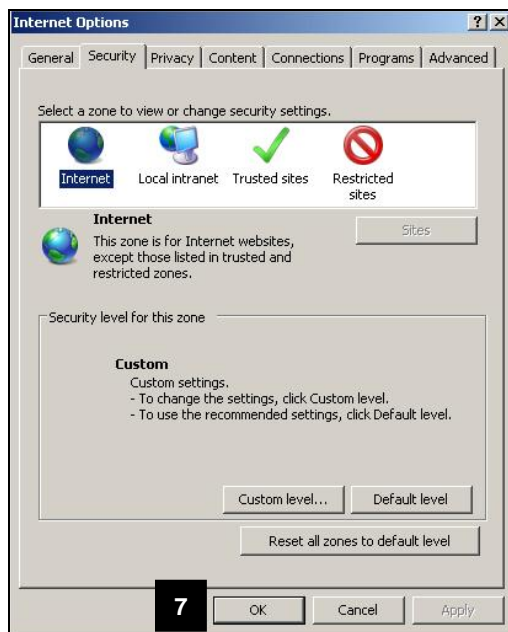 Internet Options
? X
General Security Privacy Content Connections Programs Advanced
Select a zone to view or change security settings.
Internet Local intranet Trusted sites Restricted
sites
Internet
Sites
This zone is for Internet websites,
except those listed in trusted and
restricted zones.
Security level for this zone
Custom
Custom settings.
- To change the settings, click Custom level.
- To use the recommended settings, click Default level.
Custom level... Default level
Reset all zones to default level
7 OK Cancel Apply